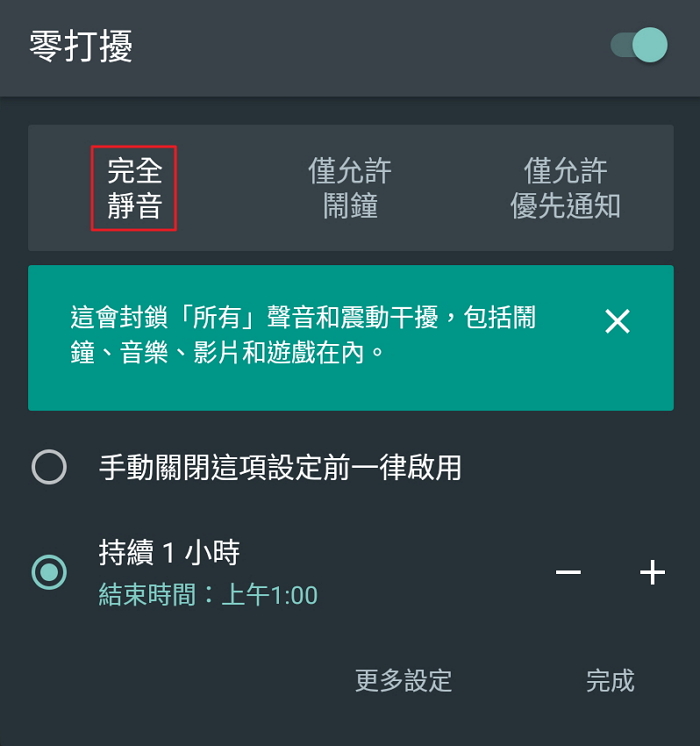 零打擾
完全
靜音
僅允許
鬧鐘
僅允許
優先通知
這會封鎖「所有」聲音和震動干擾，包括鬧
鐘、音樂、影片和遊戲在內。
手動關閉這項設定前一律啟用
持續 1 小時
結束時間：上午1:00
更多設定
完成